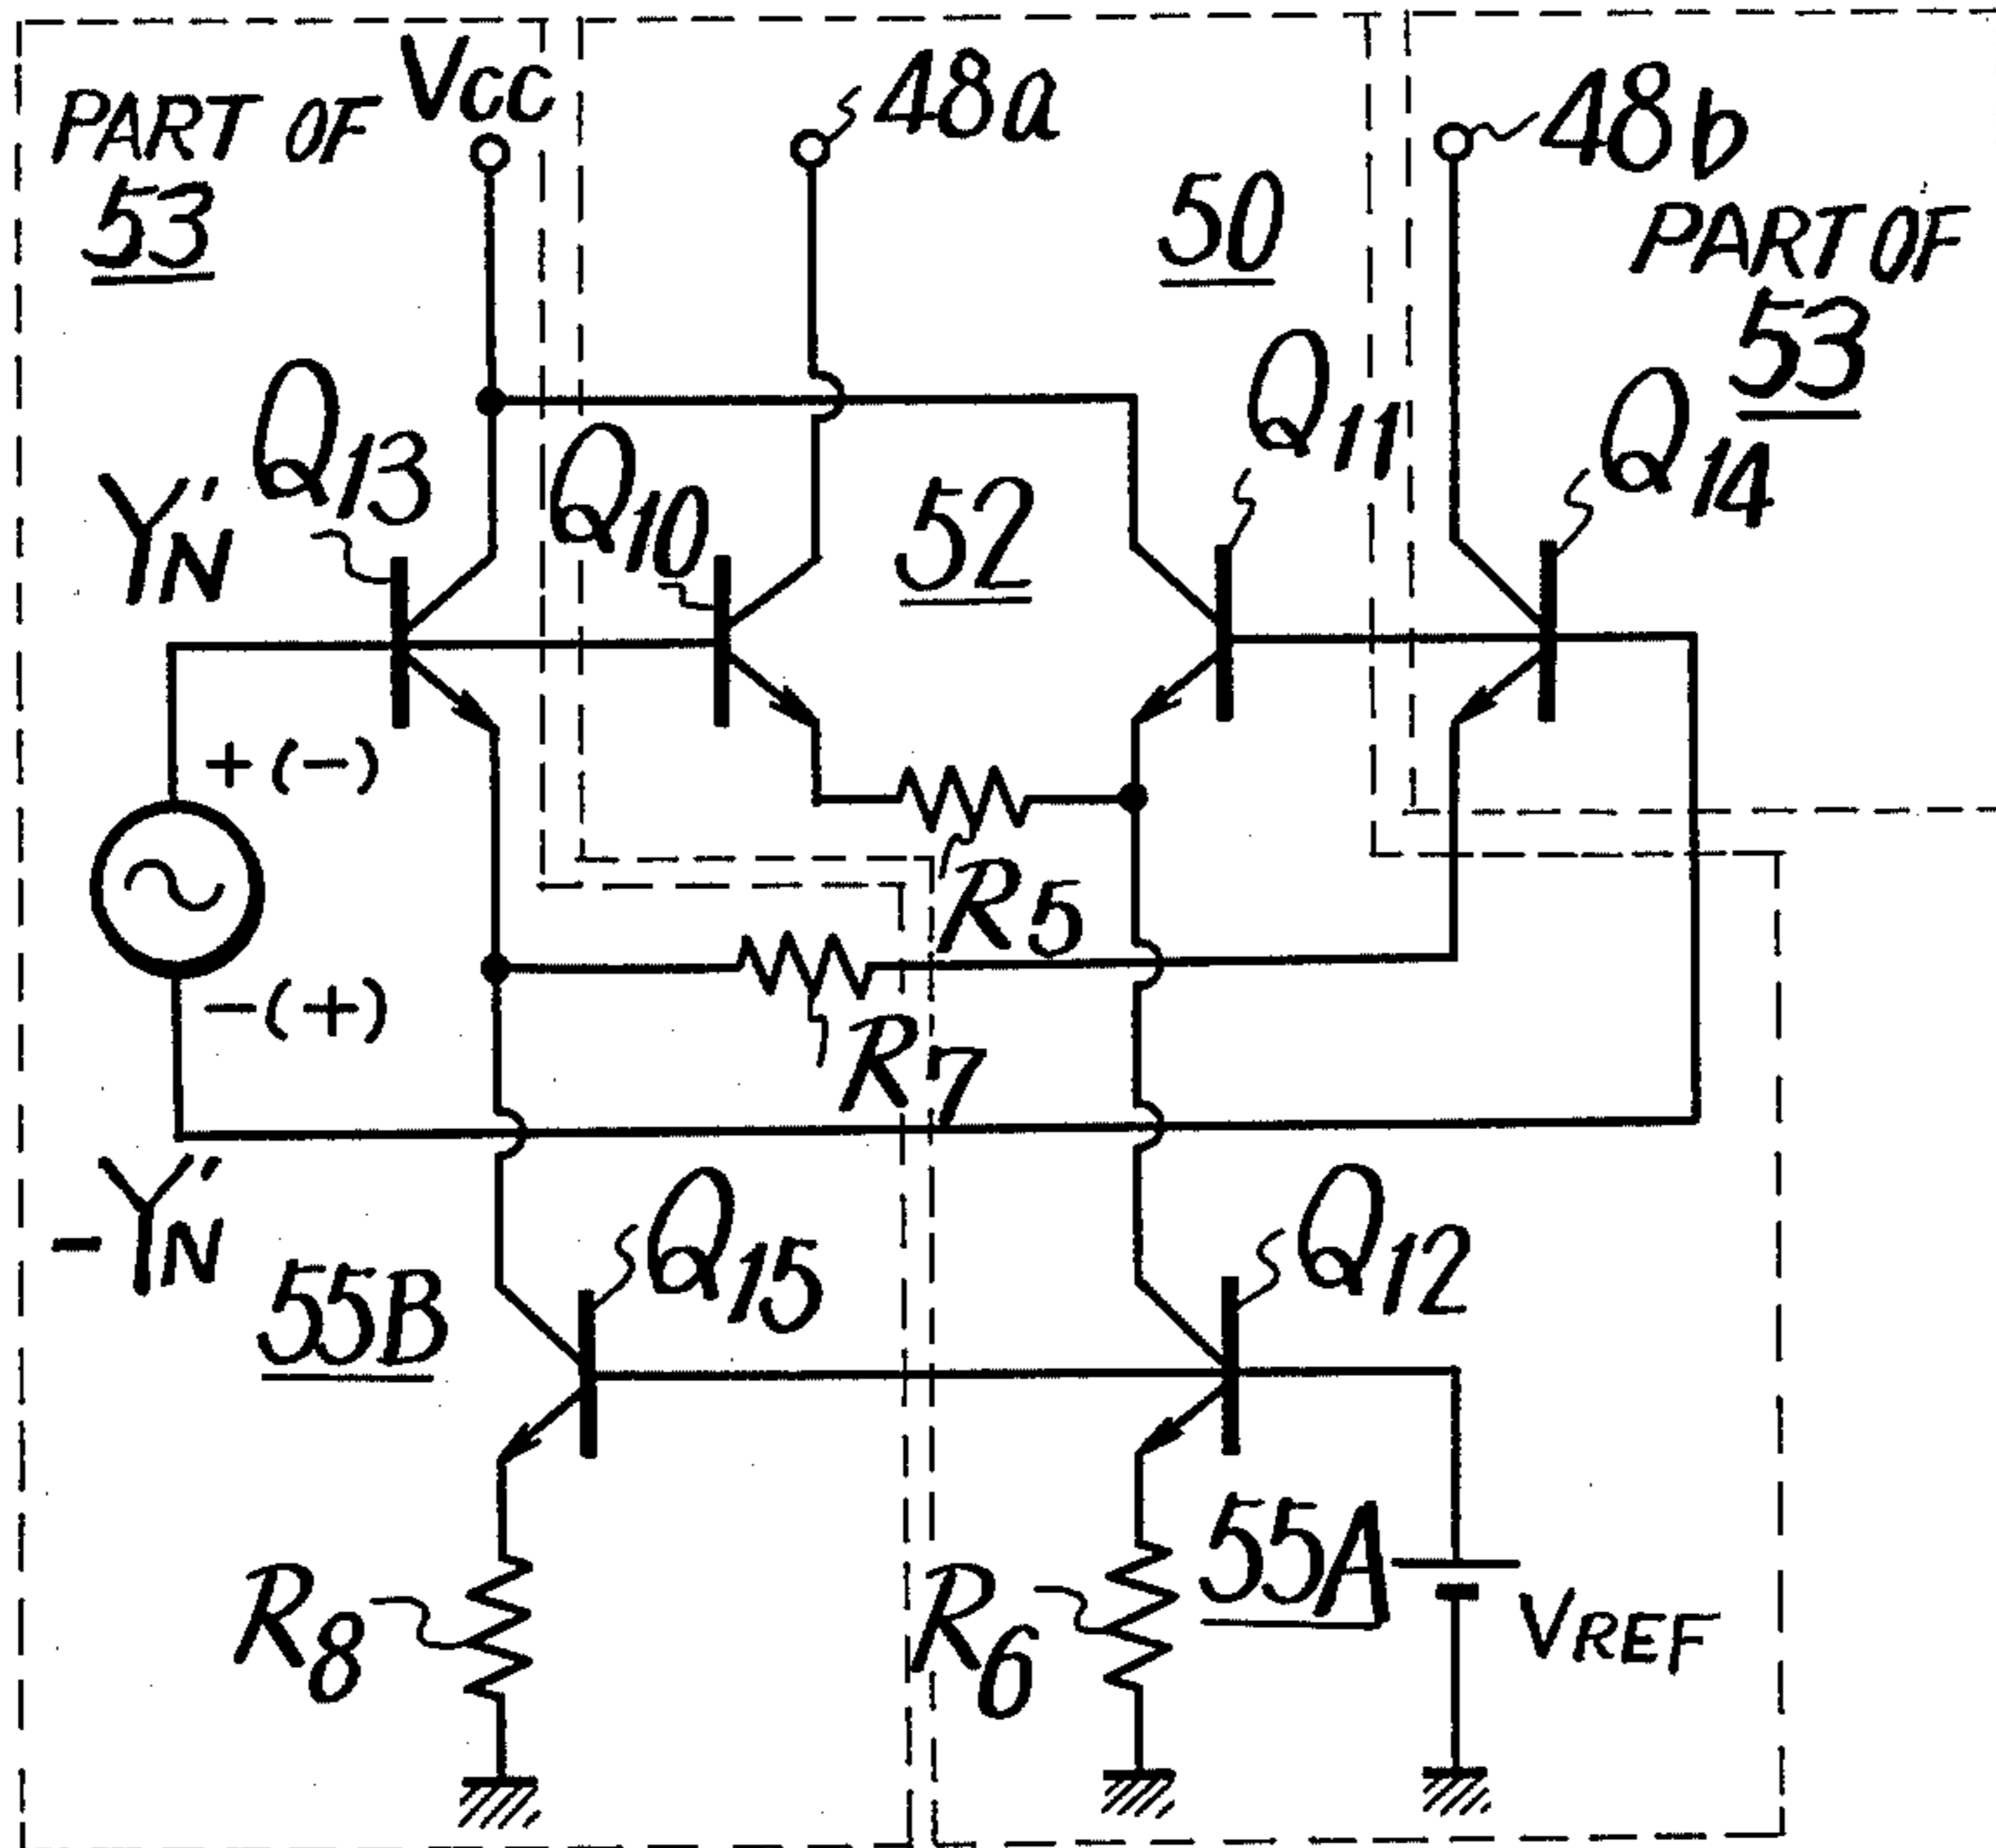 PART OF
53
Vcc
48a
48b
50
PART OF
53
Q13
Q10
Q11
Q14
Y'N
52
+(-)
R5
-(+)
R7
-Y'N
55B
Q15
Q12
R8
R6
55A
VREF